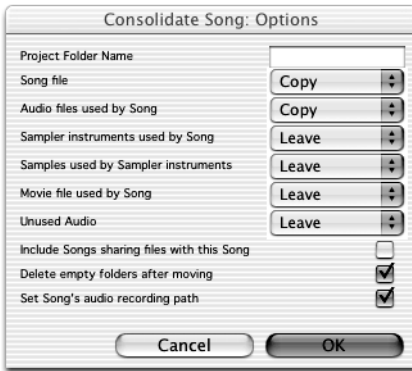 Consolidate Song: Options
Project Folder Name
Song file Copy
Audio files used by Song Copy
Sampler instruments used by Song Leave
Samples used by Sampler instruments Leave
Movie file used by Song Leave
Unused Audio Leave
Include Songs sharing files with this Song
Delete empty folders after moving
Set Song's audio recording path
Cancel OK